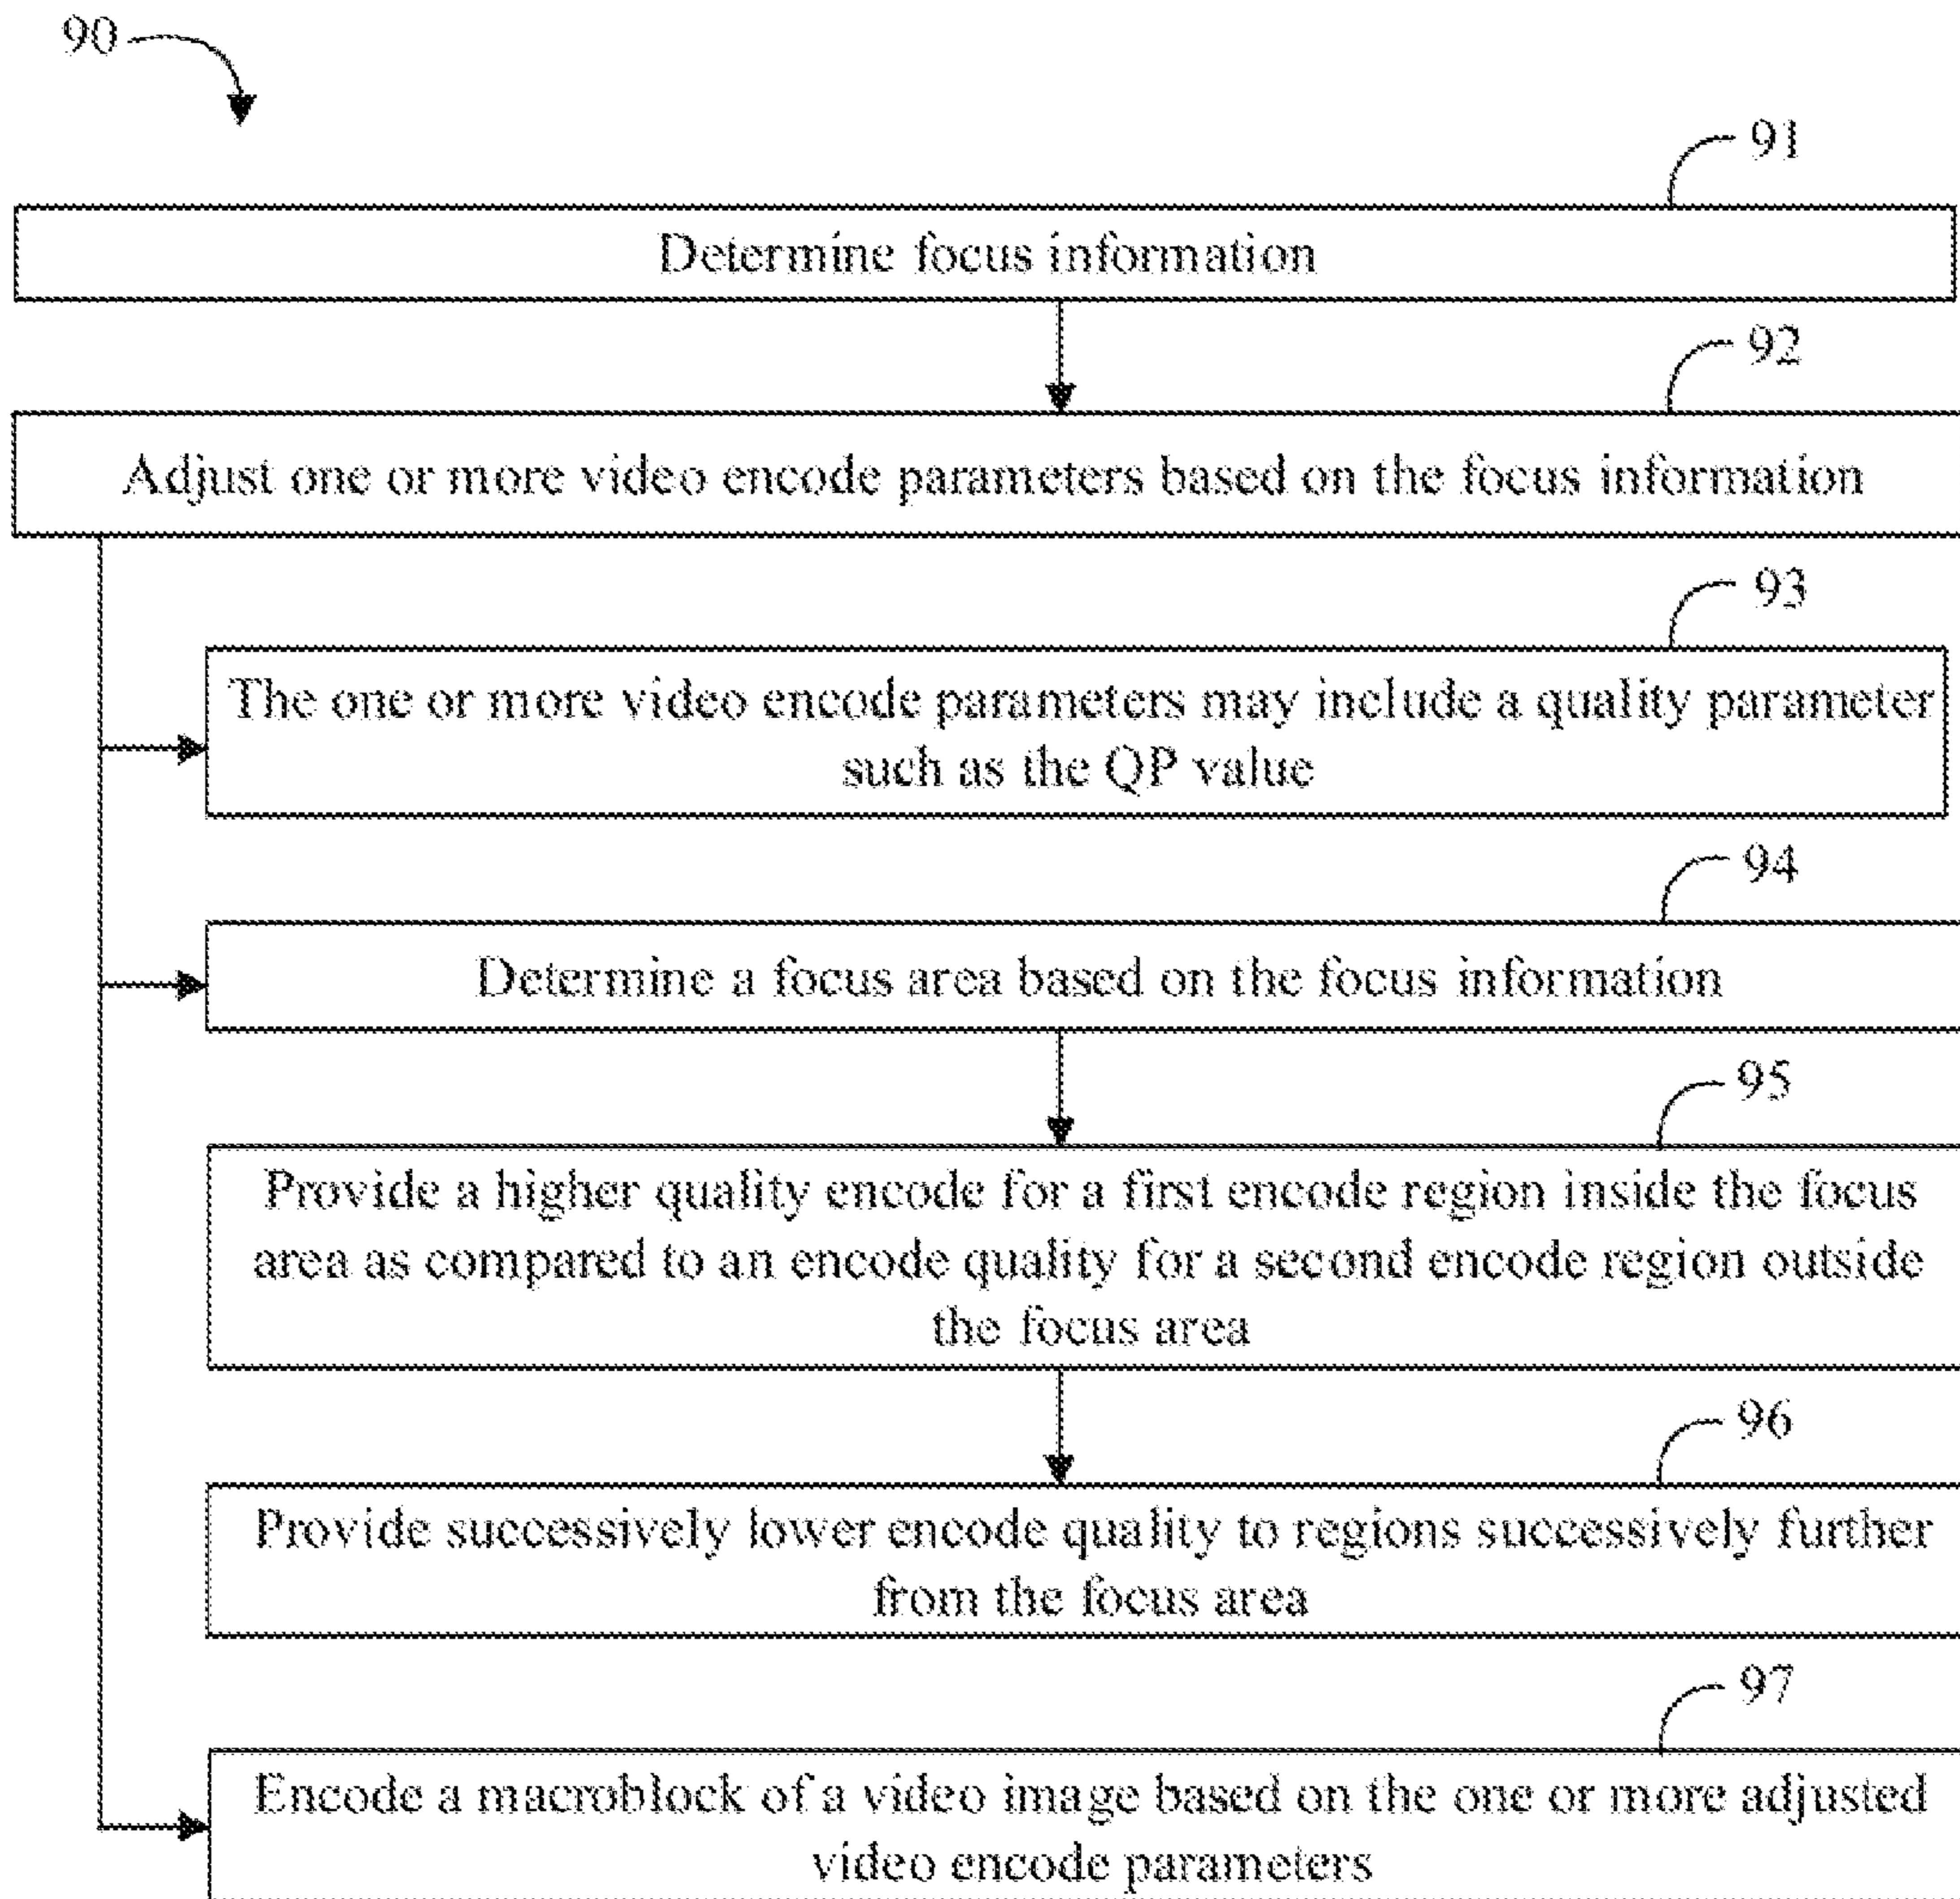 90
91
Determine focus information
92
Adjust one or more video encode parameters based on the focus information
93
The one or more video encode parameters may include a quality parameter
such as the QP value
94
Determine a focus area based on the focus information
95
Provide a higher quality encode for a first encode region inside the focus
area as compared to an encode quality for a second encode region outside
the focus area
96
Provide successively lower encode quality to regions successively further
from the focus area
97
Encode a macroblock of a video image based on the one or more adjusted
video encode parameters